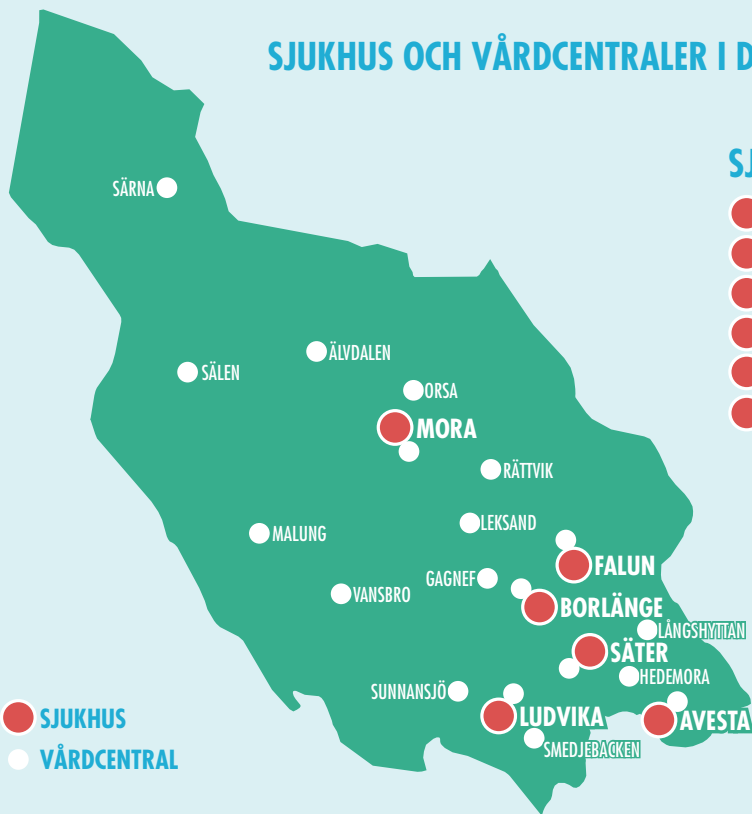 SJUKHUS OCH VÅRDCENTRALER I D
SJ
SÄRNA
ÄLVDALEN
SÄLEN
ORSA
MORA
RÄTTVIK
LEKSAND
MALUNG
FALUN
GAGNEF
VANSBRO
BORLÄNGE
LÅNGSHYTTAN
SÄTER
HEDEMORA
SUNNANSJÖ
LUDVIKA
AVESTA
SMEDJEBACKEN
SJUKHUS
VÅRDCENTRAL